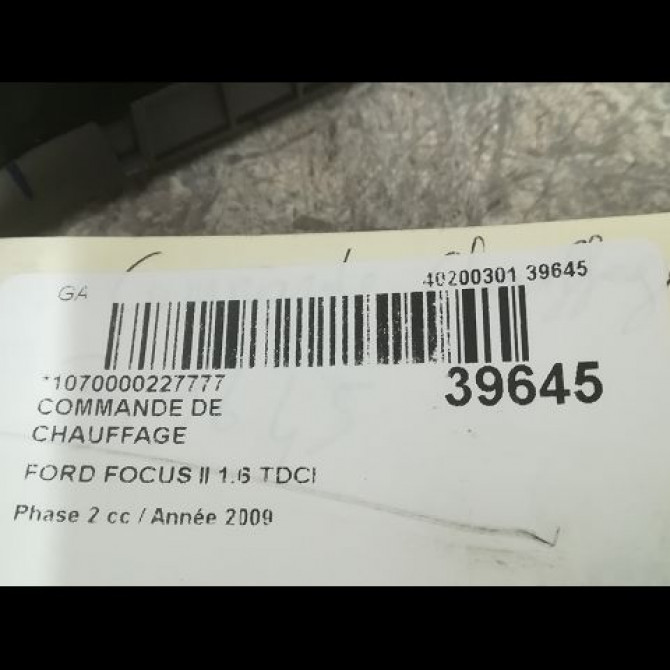 GA
40200301 39645
*1070000227777
39645
COMMANDE DE
CHAUFFAGE
FORD FOCUS II 1.6 TDCI
Phase 2 cc / Année 2009